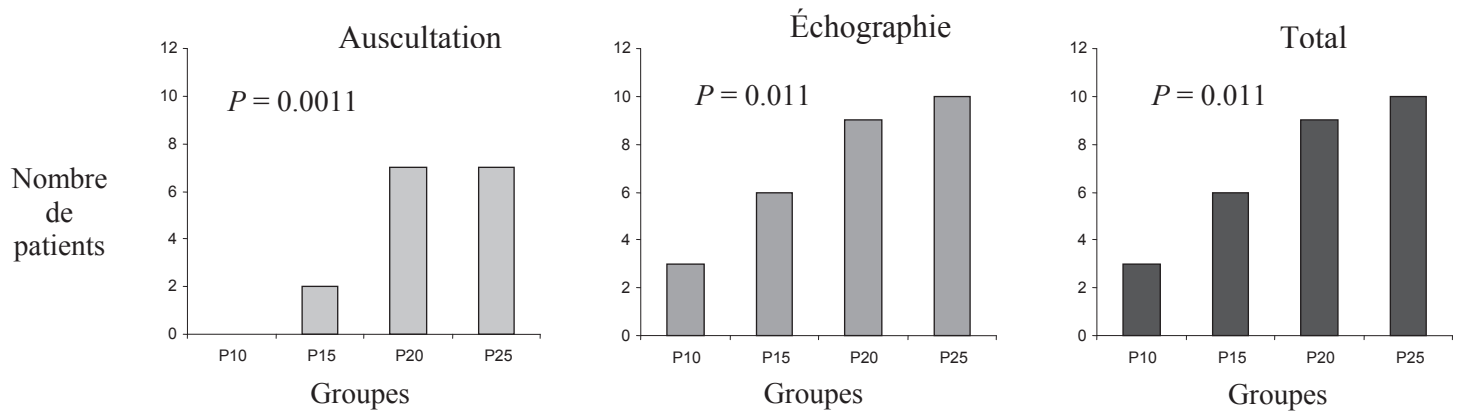 Auscultation
12
10
8
6
4
2
0
P = 0.0011
P10 P15 P20 P25
Groupes
Nombre
de
patients
Échographie
12
10
8
6
4
2
0
P = 0.011
P10 P15 P20 P25
Groupes
Total
12
10
8
6
4
2
0
P = 0.011
P10 P15 P20 P25
Groupes